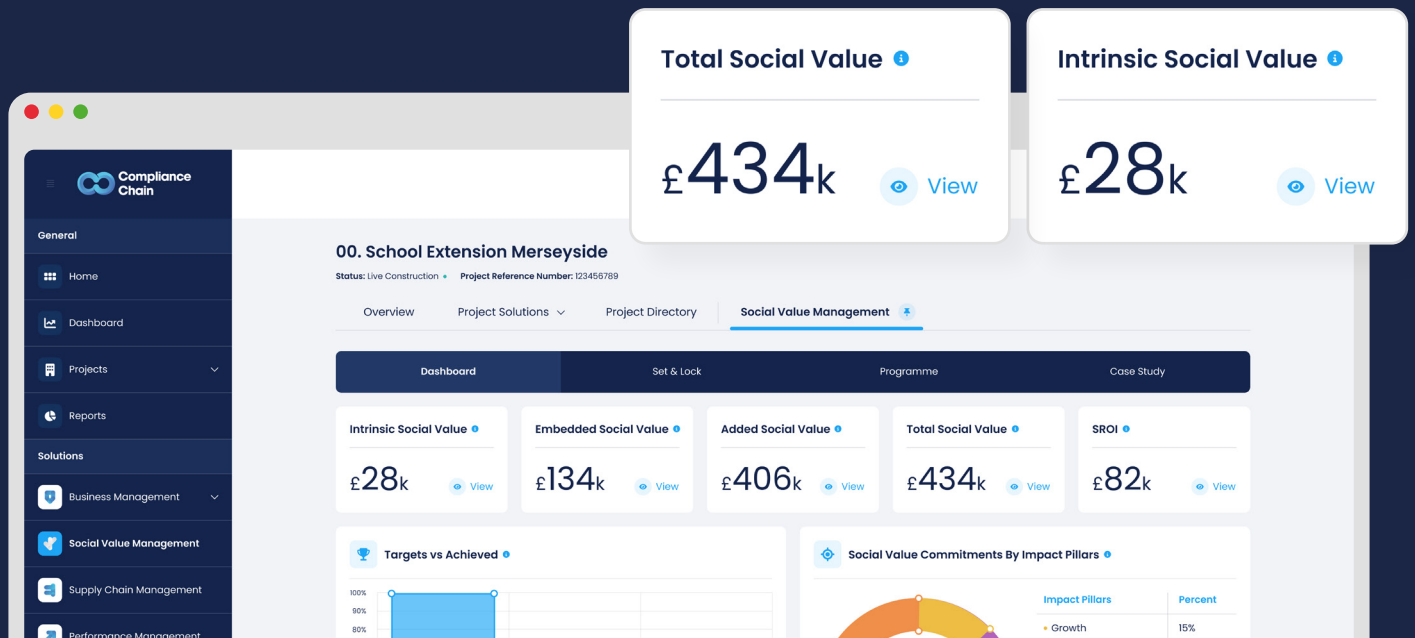 Total Social Value
£434k
View
Intrinsic Social Value
£28k
View
Compliance
Chain
General
Home
Dashboard
Projects
Reports
Solutions
Business Management
Social Value Management
Supply Chain Management
Performance Management
00. School Extension Merseyside
Status: Live Construction • Project Reference Number: 123456789
Overview Project Solutions Project Directory Social Value Management
Dashboard Set & Lock Programme Case Study
Intrinsic Social Value
£28k View
Embedded Social Value
£134k View
Added Social Value
£406k View
Total Social Value
£434k View
SROI
£82k View
Targets vs Achieved
100%
90%
80%
Social Value Commitments By Impact Pillars
Impact Pillars Percent
• Growth 15%